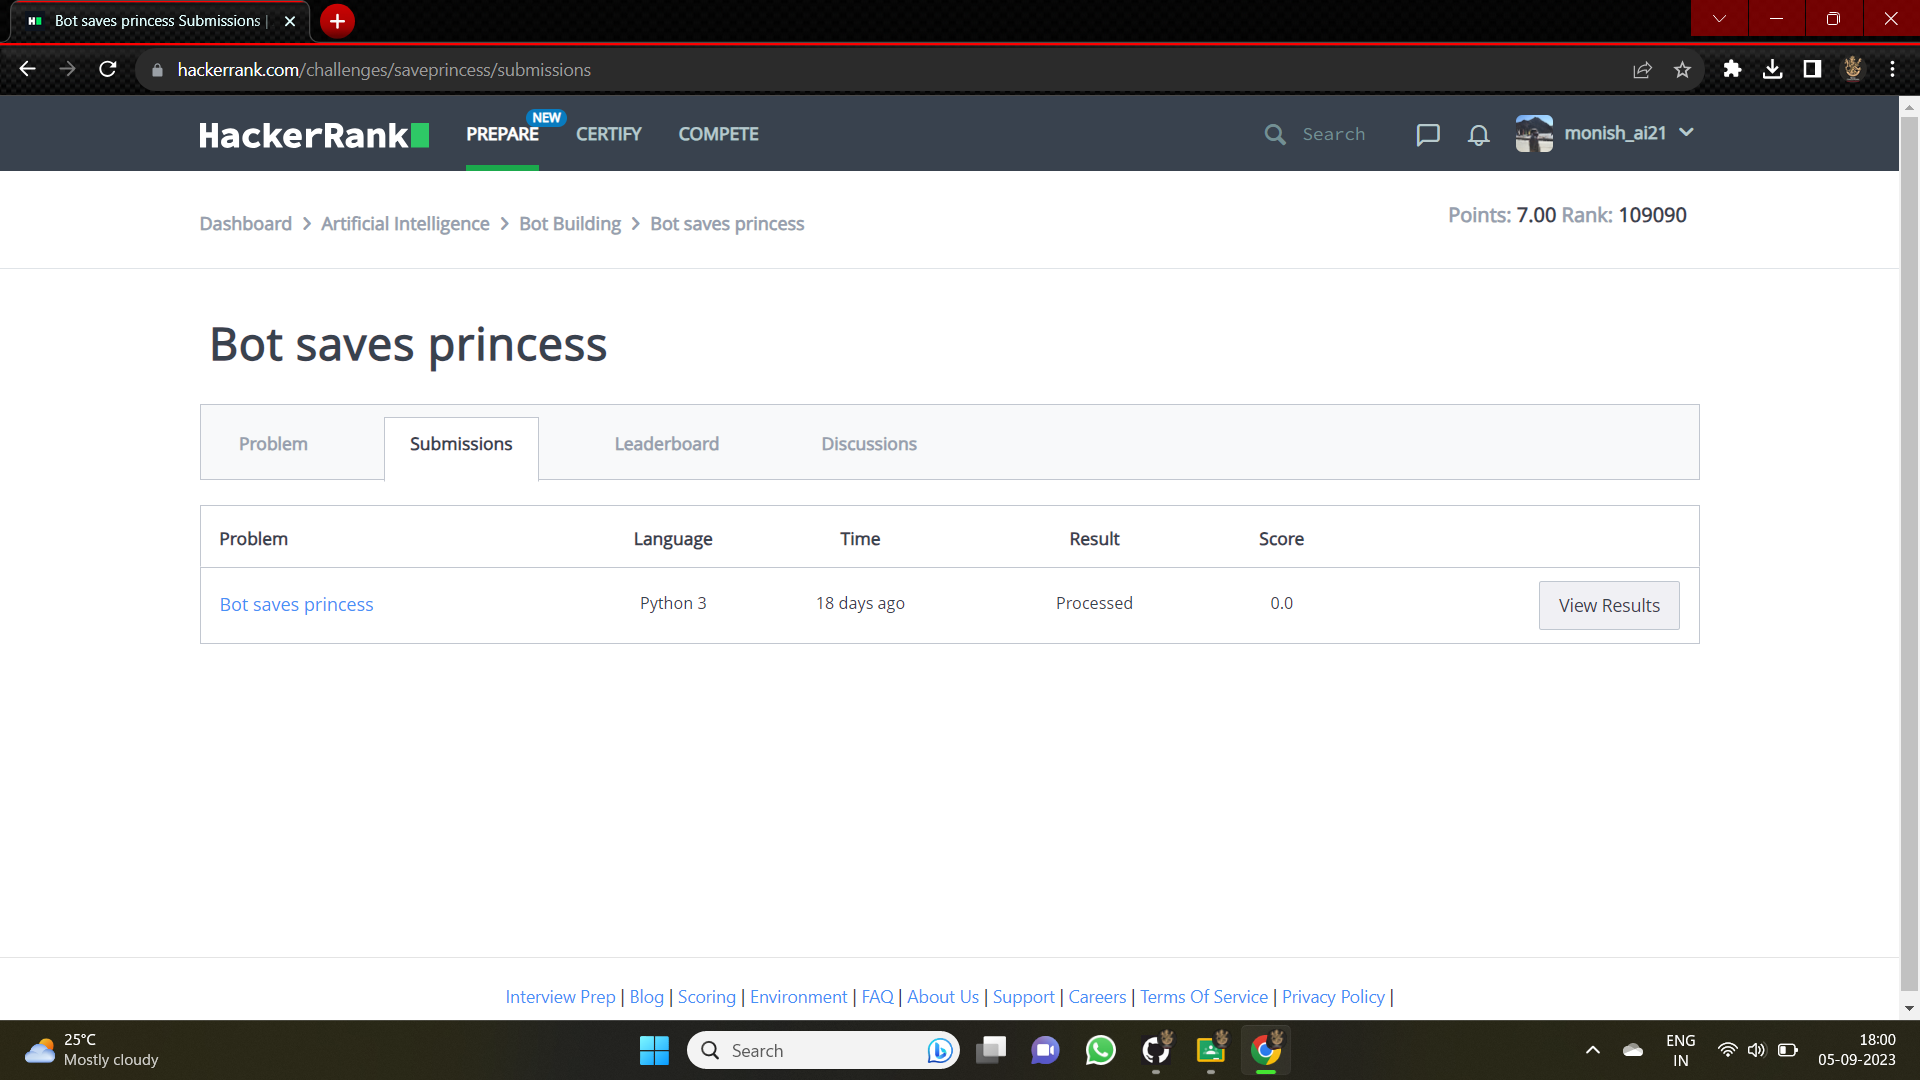 Bot saves princess Submissions |
hackerrank.com/challenges/saveprincess/submissions
HackerRank
PREPARE
NEW
CERTIFY
COMPETE
Search
monish_ai21
Dashboard > Artificial Intelligence > Bot Building > Bot saves princess
Points: 7.00 Rank: 109090
Bot saves princess
Problem Submissions Leaderboard Discussions
Problem Language Time Result Score
Bot saves princess Python 3 18 days ago Processed 0.0 View Results
Interview Prep | Blog | Scoring | Environment | FAQ | About Us | Support | Careers | Terms Of Service | Privacy Policy |
25°C
Mostly cloudy
Search
ENG
IN
18:00
05-09-2023